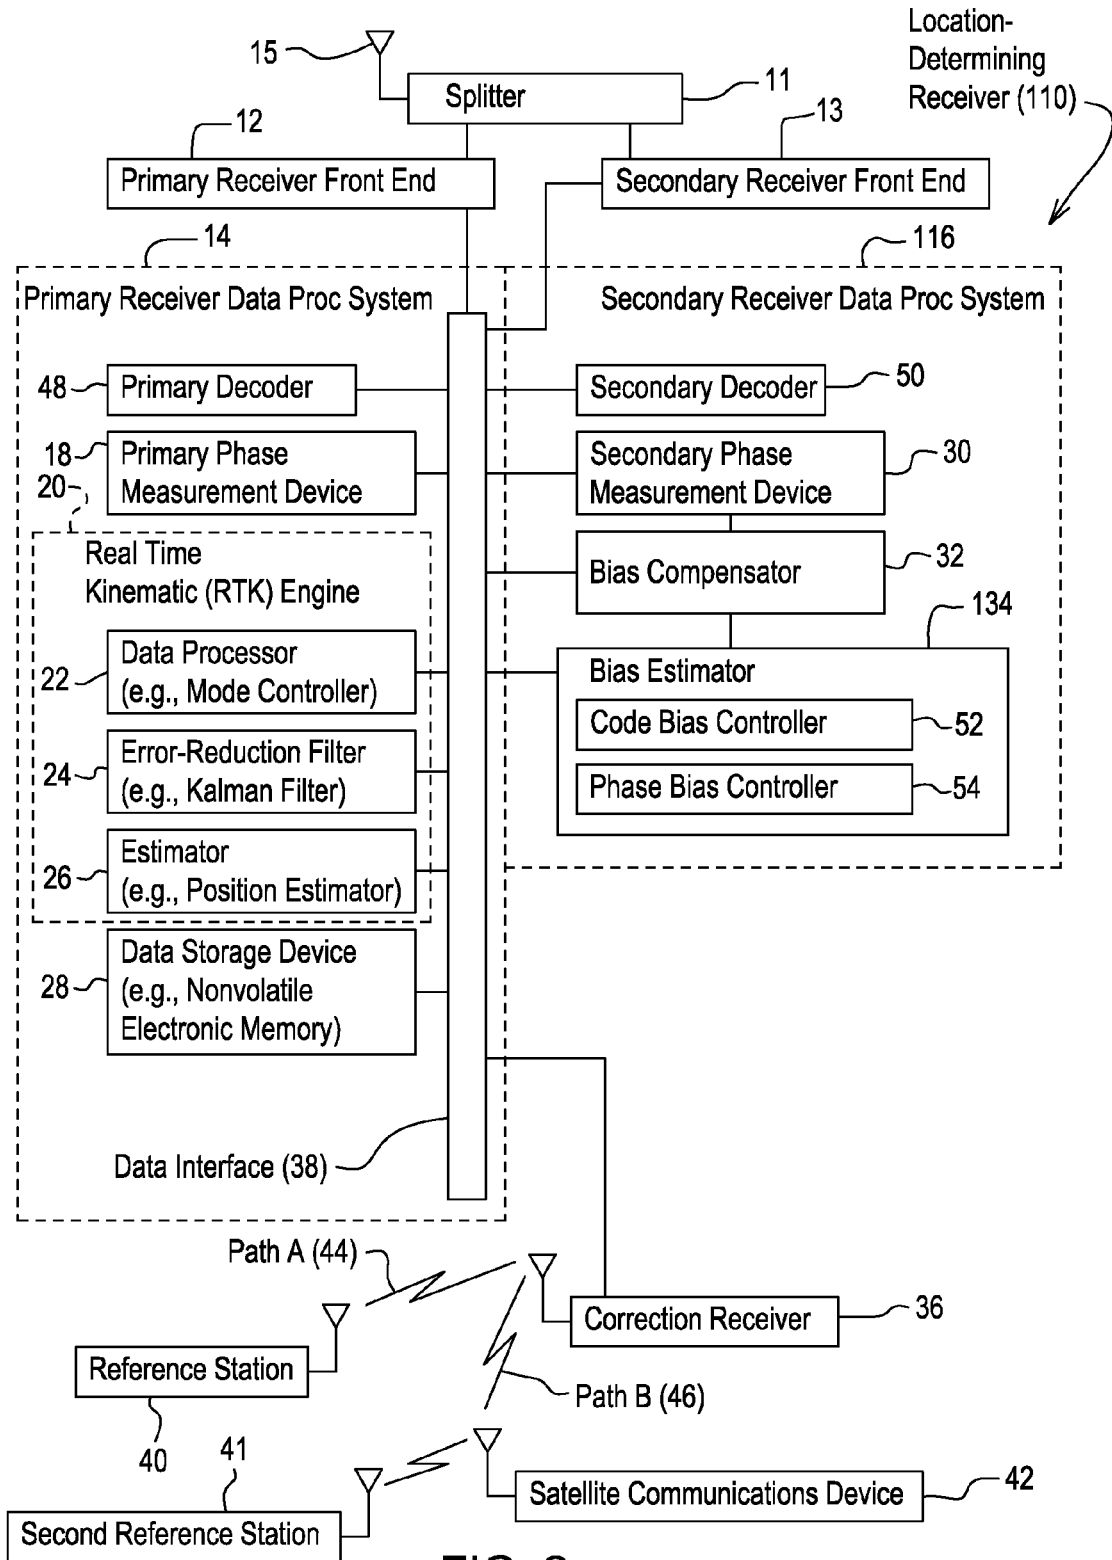 Location-
Determining
Receiver (110)
15
Splitter
11
12
13
Primary Receiver Front End
Secondary Receiver Front End
14
116
Primary Receiver Data Proc System
Secondary Receiver Data Proc System
48
Primary Decoder
Secondary Decoder
50
18
Primary Phase
Measurement Device
Secondary Phase
Measurement Device
30
20
Real Time
Kinematic (RTK) Engine
Bias Compensator
32
134
22
Data Processor
(e.g., Mode Controller)
Bias Estimator
Code Bias Controller
52
24
Error-Reduction Filter
(e.g., Kalman Filter)
Phase Bias Controller
54
26
Estimator
(e.g., Position Estimator)
28
Data Storage Device
(e.g., Nonvolatile
Electronic Memory)
Data Interface (38)
Path A (44)
Correction Receiver
36
Reference Station
40
Path B (46)
41
Satellite Communications Device
42
Second Reference Station